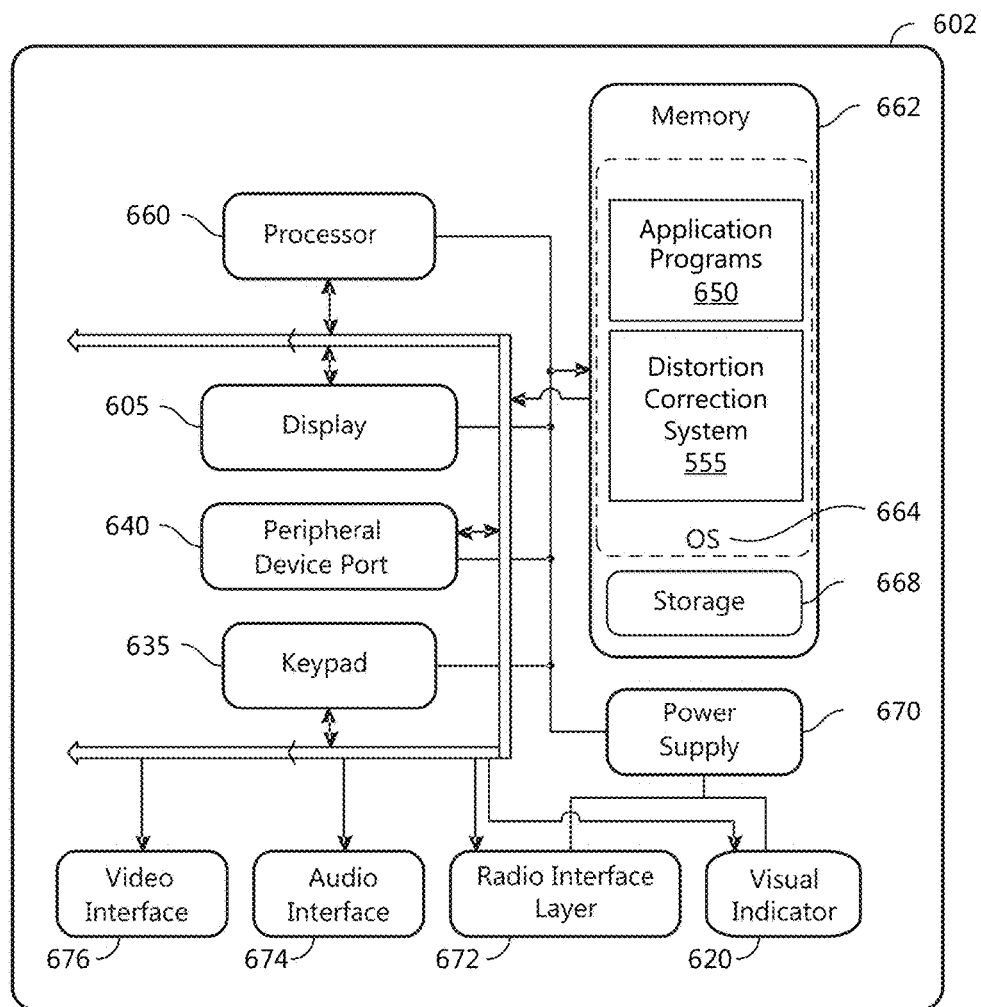 602
Memory
662
660
Processor
Application
Programs
650
605
Display
Distortion
Correction
System
555
640
Peripheral
Device Port
OS
664
Storage
668
635
Keypad
Power
Supply
670
Video
Interface
676
Audio
Interface
674
Radio Interface
Layer
672
Visual
Indicator
620